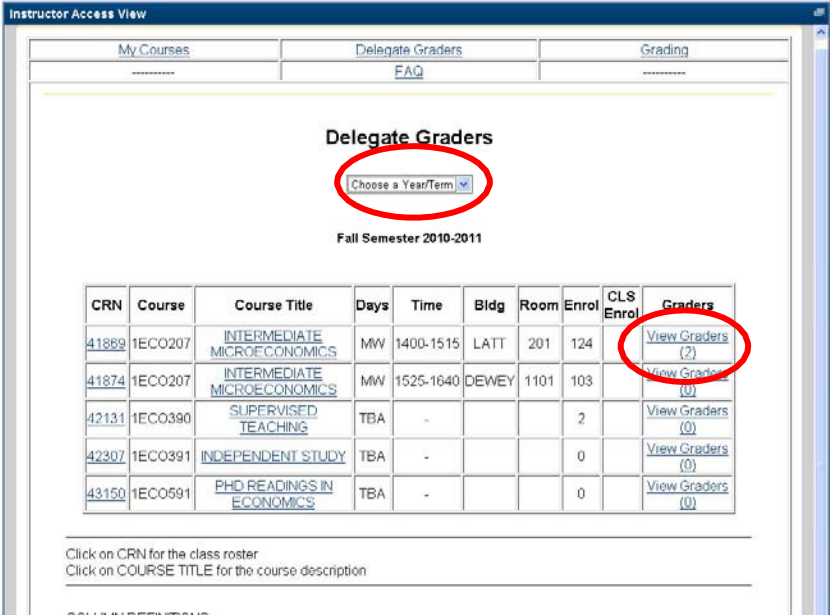 Instructor Access View
My Courses Delegate Graders Grading
---------- FAQ ----------
Delegate Graders
Choose a Year/Term
Fall Semester 2010-2011
CRN Course Course Title Days Time Bldg Room Enrol CLS Enrol Graders
41869 1ECO207 INTERMEDIATE MICROECONOMICS MW 1400-1515 LATT 201 124 View Graders (2)
41874 1ECO207 INTERMEDIATE MICROECONOMICS MW 1525-1640 DEWEY 1101 103 View Graders (0)
42131 1ECO390 SUPERVISED TEACHING TBA - 2 View Graders (0)
42307 1ECO391 INDEPENDENT STUDY TBA - 0 View Graders (0)
43150 1ECO591 PHD READINGS IN ECONOMICS TBA - 0 View Graders (0)
Click on CRN for the class roster
Click on COURSE TITLE for the course description
COLUMN DEFINITIONS